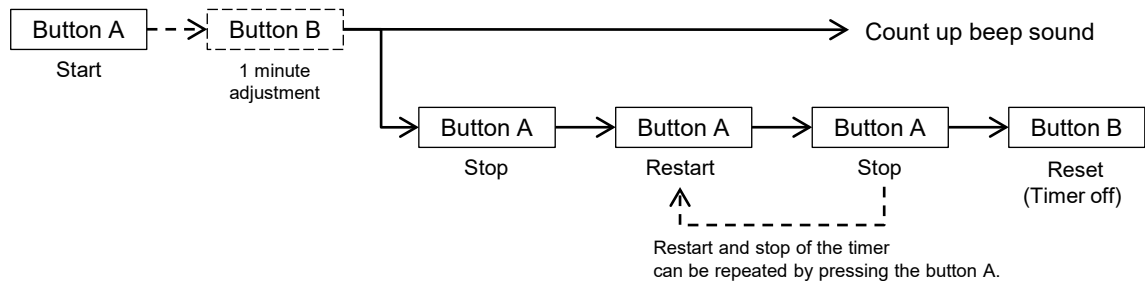 Button A
Start
Button B
1 minute
adjustment
Count up beep sound
Button A
Stop
Button A
Restart
Button A
Stop
Button B
Reset
(Timer off)
Restart and stop of the timer
can be repeated by pressing the button A.